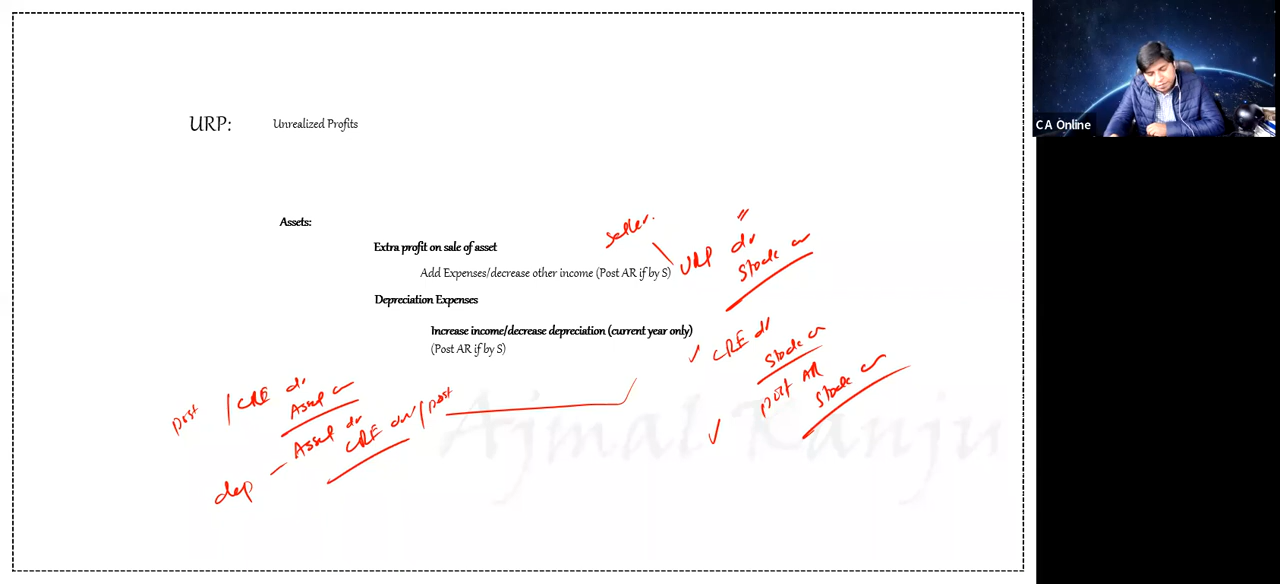 URP: Unrealized Profits
Assets:
Extra profit on sale of asset
Add Expenses/decrease other income (Post AR if by S)
Depreciation Expenses
Increase income/decrease depreciation (current year only)
(Post AR if by S)
seller.
URP dr
Stock cr
CRE dr
Stock cr
post AR
Stock cr
post / CRE dr
Asset cr
Asset dr
CRE cr / post
dep
Ajmal Kanju
CA Online